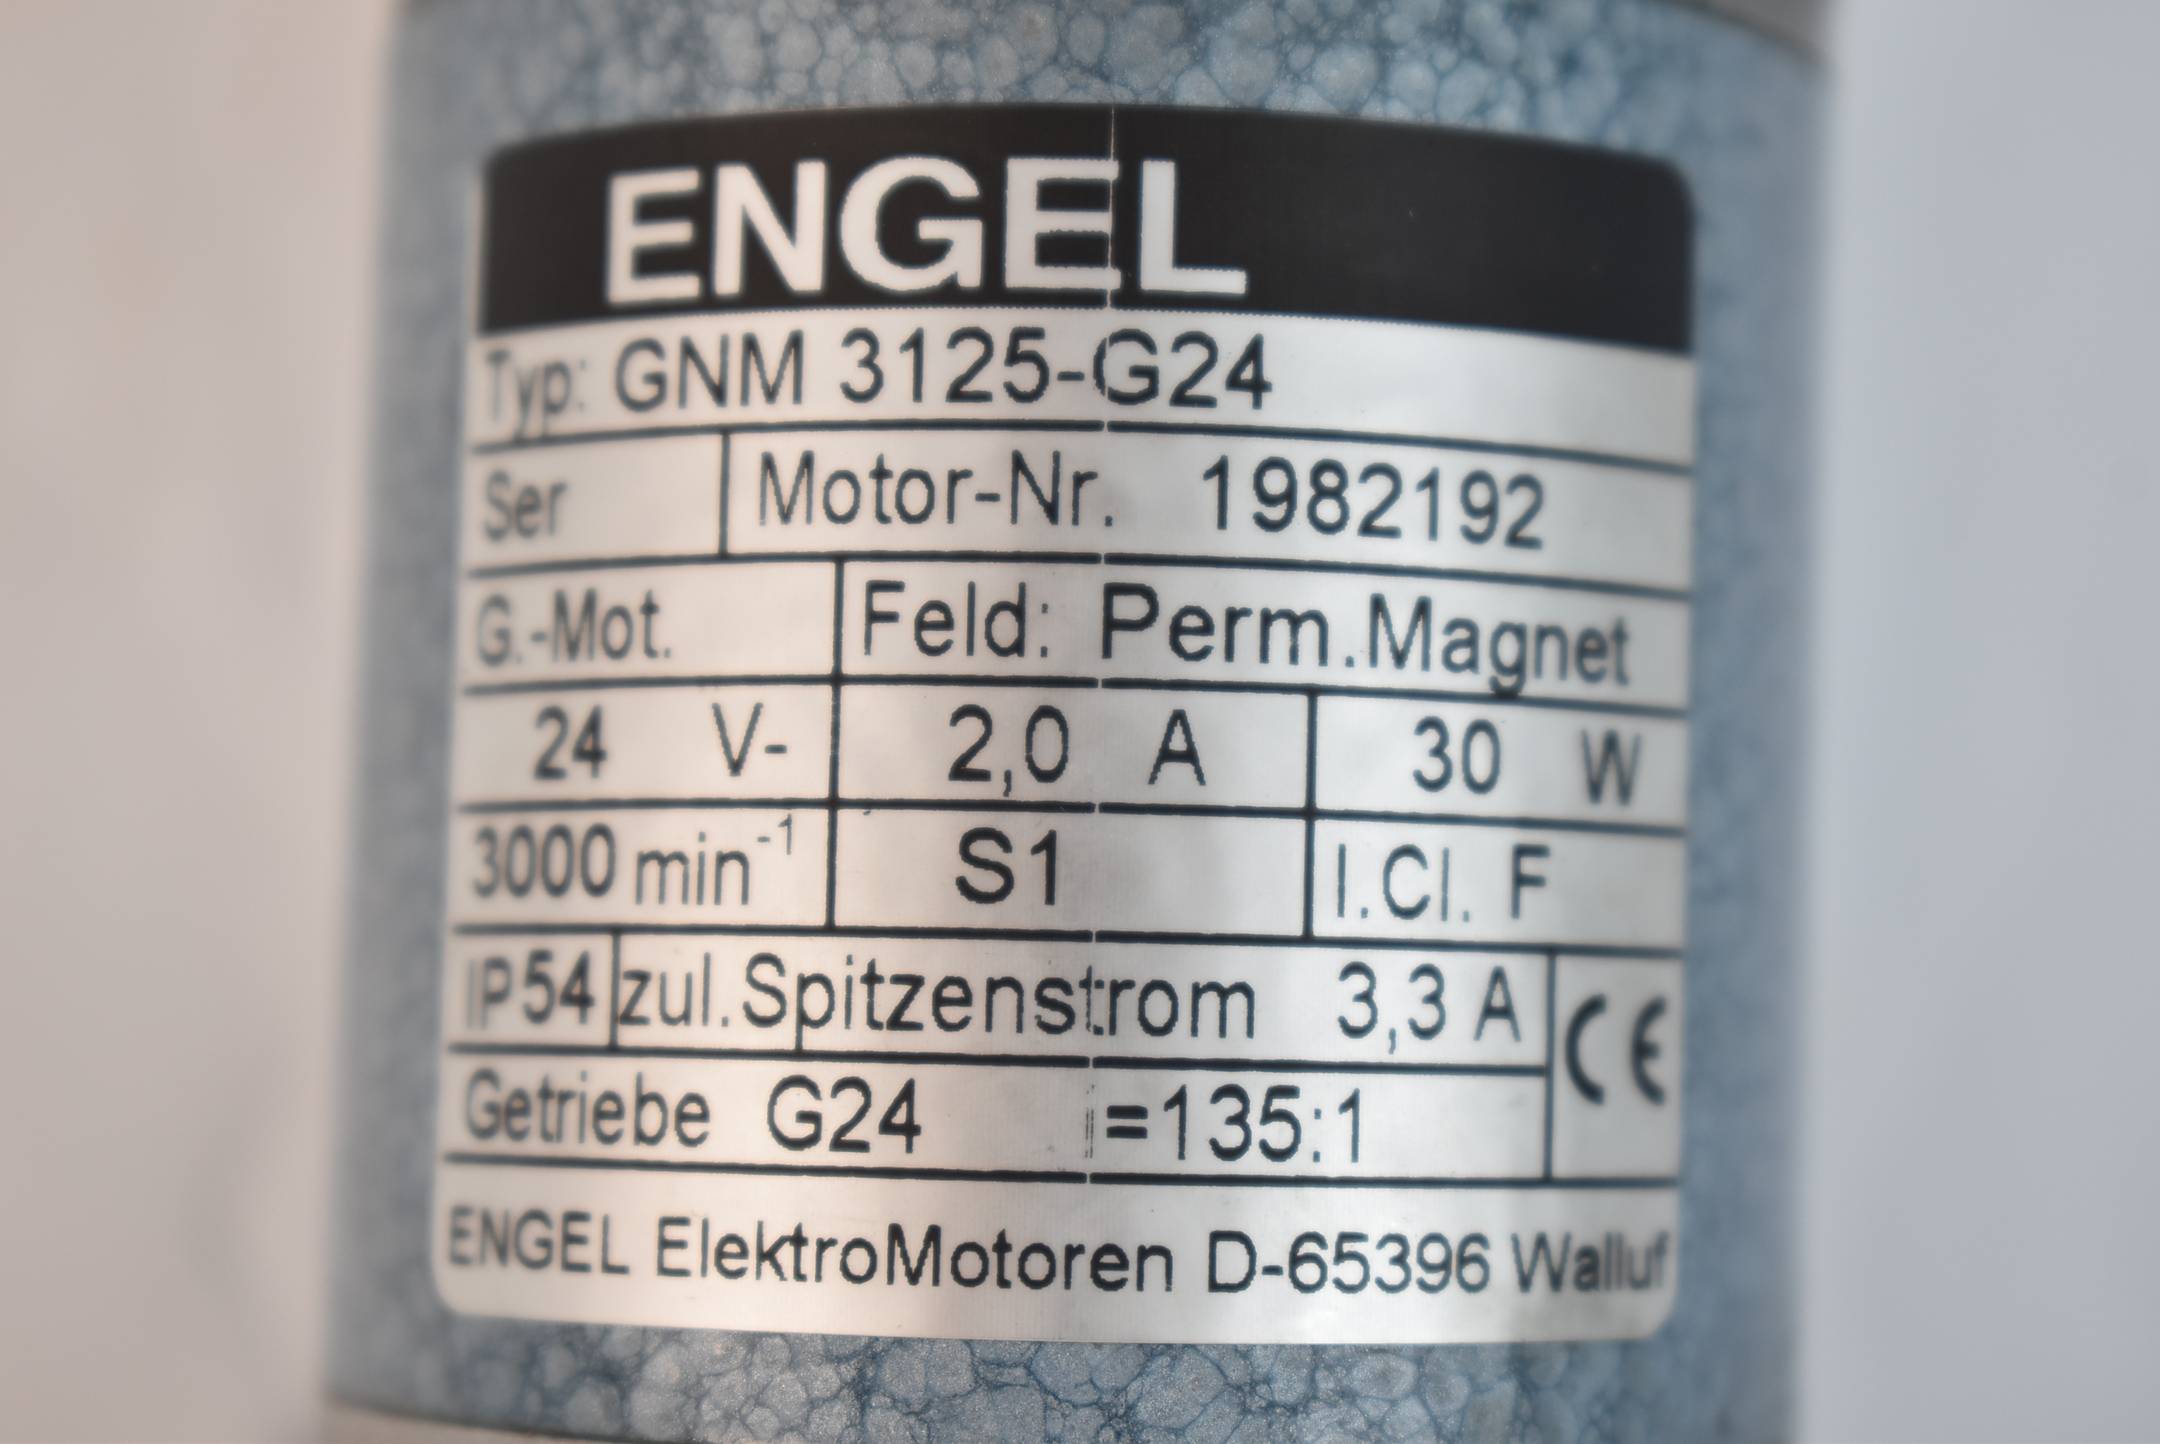 ENGEL
Typ: GNM 3125-G24
Ser Motor-Nr. 1982192
G.-Mot. Feld: Perm.Magnet
24 V- 2,0 A 30 W
3000 min⁻¹ S1 I.Cl. F
IP54 zul.Spitzenstrom 3,3 A
CE
Getriebe G24 i=135:1
ENGEL ElektroMotoren D-65396 Walluf